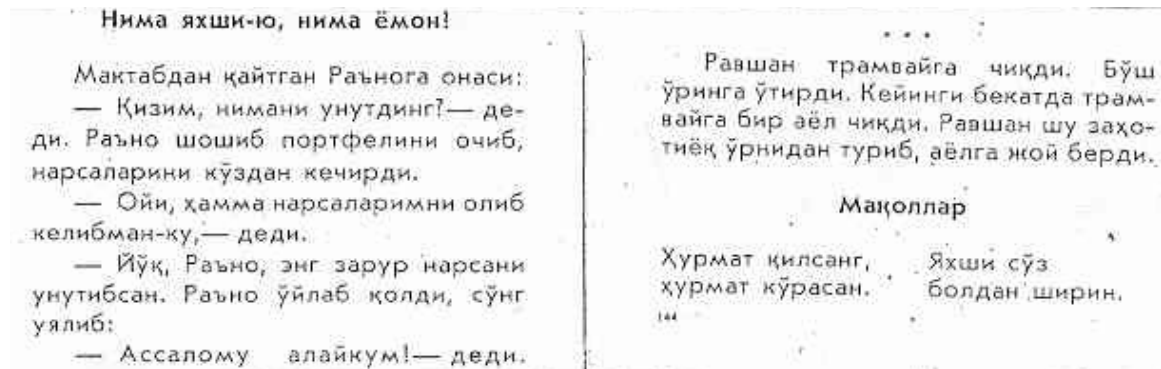 Нима яхши-ю, нима ёмон?
Мактабдан қайтган Раънога онаси:
— Қизим, нимани унутдинг?— де-
ди. Раъно шошиб портфелини очиб,
нарсаларини кўздан кечирди.
— Ойи, ҳамма нарсаларимни олиб
келибман-ку,— деди.
— Йўқ, Раъно, энг зарур нарсани
унутибсан. Раъно ўйлаб қолди, сўнг
уялиб:
— Ассалому алайкум!— деди.
• • •
Равшан трамвайга чиқди. Бўш
ўринга ўтирди. Кейинги бекатда трам-
вайга бир аёл чиқди. Равшан шу заҳо-
тиёқ ўрнидан туриб, аёлга жой берди.
Мақоллар
Ҳурмат қилсанг,
ҳурмат кўрасан.
Яхши сўз
болдан ширин.
144